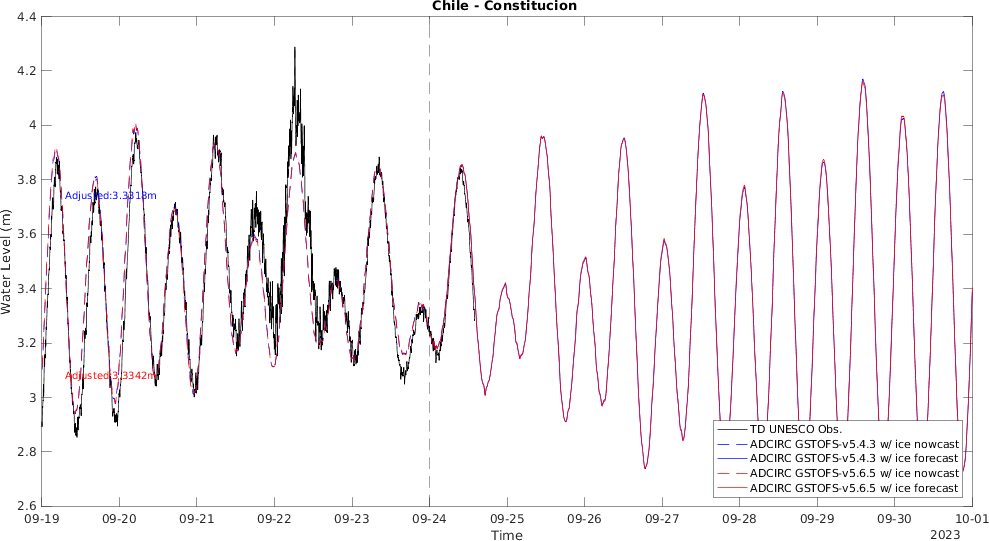 Chile - Constitucion
4.4
4.2
4
3.8
3.6
3.4
3.2
3
2.8
2.6
Water Level (m)
Adjusted:3.3318m
Adjusted:3.3342m
TD UNESCO Obs.
ADCIRC GSTOFS-v5.4.3 w/ ice nowcast
ADCIRC GSTOFS-v5.4.3 w/ ice forecast
ADCIRC GSTOFS-v5.6.5 w/ ice nowcast
ADCIRC GSTOFS-v5.6.5 w/ ice forecast
09-19 09-20 09-21 09-22 09-23 09-24 09-25 09-26 09-27 09-28 09-29 09-30 10-01
Time
2023